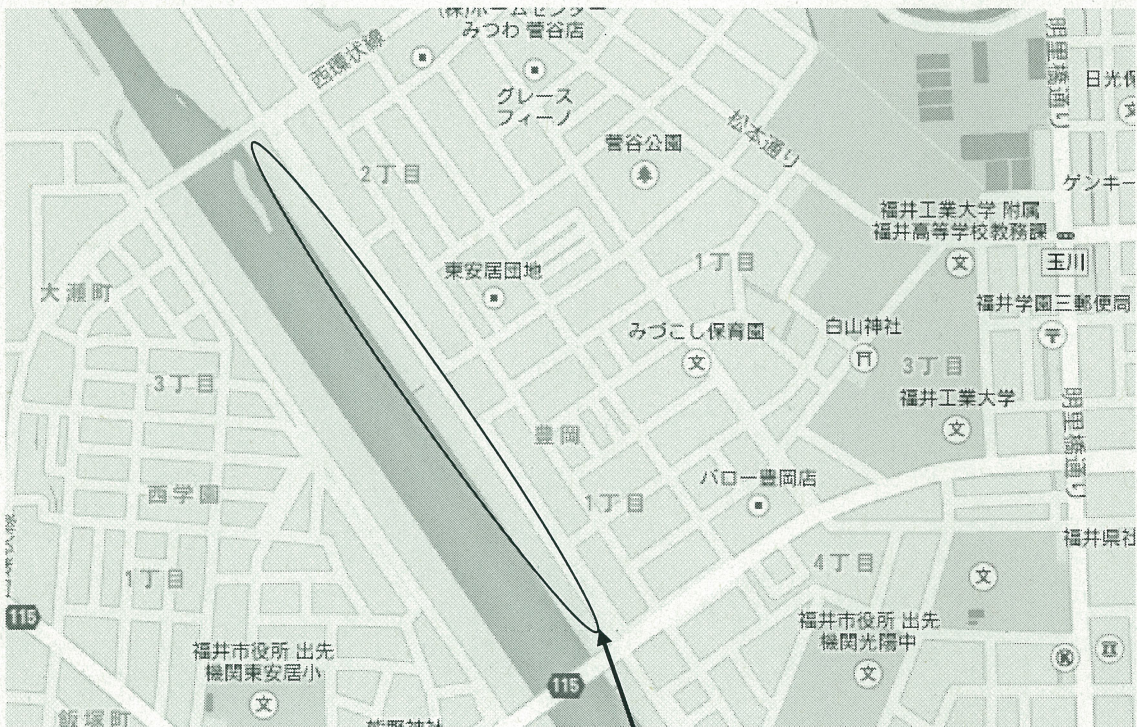 (株)ホームセンター
みつわ 菅谷店
西環状線
グレース
フィーノ
菅谷公園
松本通り
明里橋通り
2丁目
ゲンキー
福井工業大学 附属
福井高等学校教務課
玉川
東安居団地
1丁目
大瀬町
福井学園三郵便局
みづこし保育園
白山神社
3丁目
3丁目
福井工業大学
明里橋通り
豊岡
バロー豊岡店
西学園
1丁目
福井県社
4丁目
1丁目
115
福井市役所 出先
機関光陽中
福井市役所 出先
機関東安居小
115
飯塚町
熊野神社